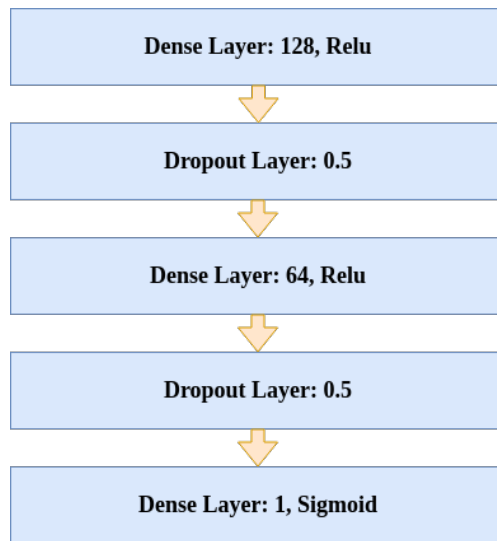 Dense Layer: 128, Relu
Dropout Layer: 0.5
Dense Layer: 64, Relu
Dropout Layer: 0.5
Dense Layer: 1, Sigmoid